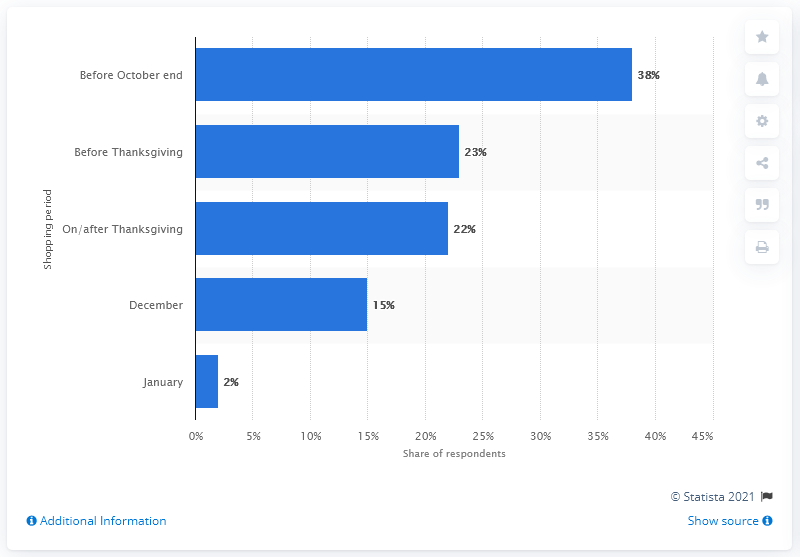 Shopping period
Before October end
38%
Before Thanksgiving
23%
On/after Thanksgiving
22%
December
15%
January
2%
0% 5% 10% 15% 20% 25% 30% 35% 40% 45%
Share of respondents
© Statista 2021
Additional Information
Show source